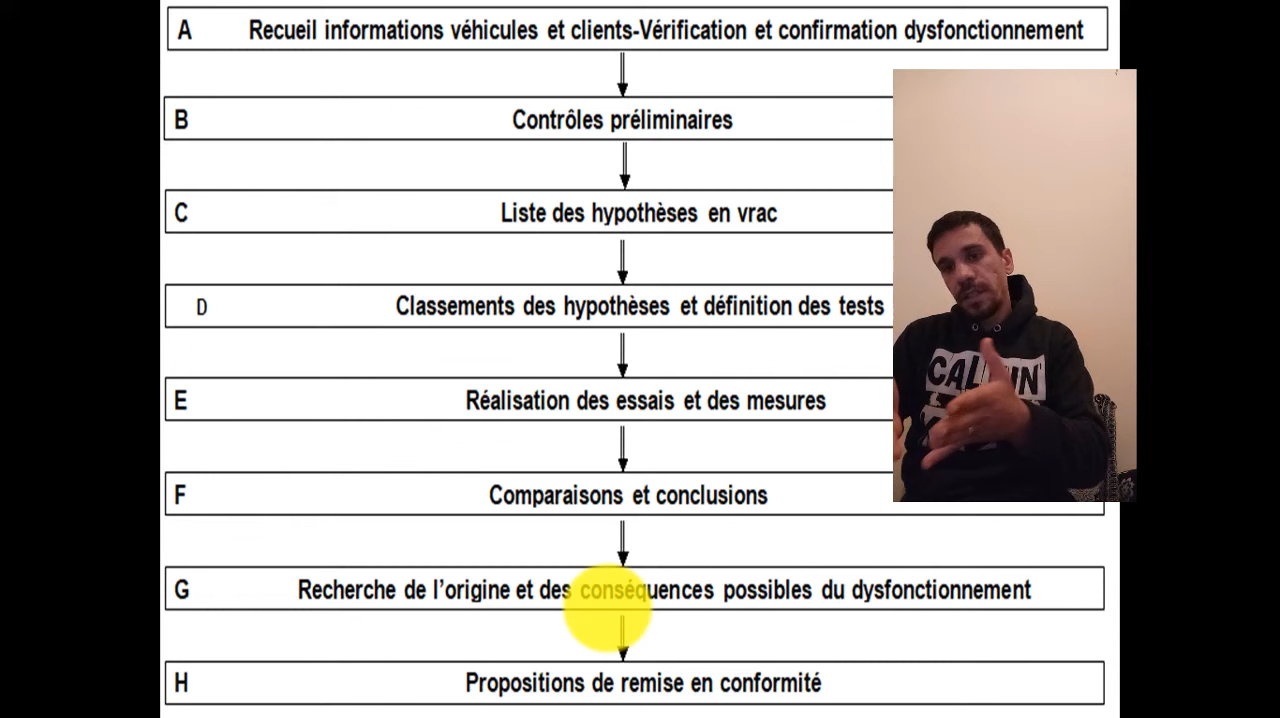 A Recueil informations véhicules et clients-Vérification et confirmation dysfonctionnement
B Contrôles préliminaires
C Liste des hypothèses en vrac
D Classements des hypothèses et définition des tests
E Réalisation des essais et des mesures
F Comparaisons et conclusions
G Recherche de l’origine et des conséquences possibles du dysfonctionnement
H Propositions de remise en conformité